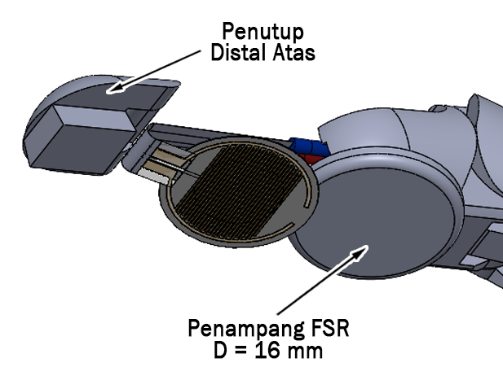 Penutup
Distal Atas
Penampang FSR
D = 16 mm